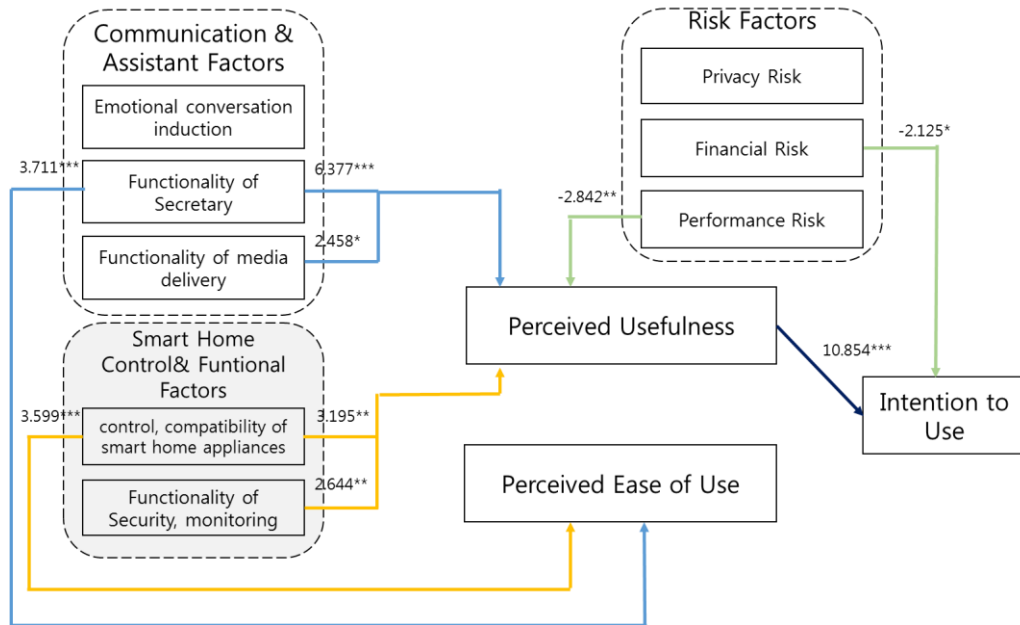 Communication &
Assistant Factors
Emotional conversation
induction
3.711***
Functionality of
Secretary
6.377***
Functionality of media
delivery
2.458*
Risk Factors
Privacy Risk
Financial Risk
-2.125*
-2.842**
Performance Risk
Perceived Usefulness
10.854***
Intention to
Use
Smart Home
Control& Funtional
Factors
3.599***
control, compatibility of
smart home appliances
3.195**
Functionality of
Security, monitoring
2.644**
Perceived Ease of Use